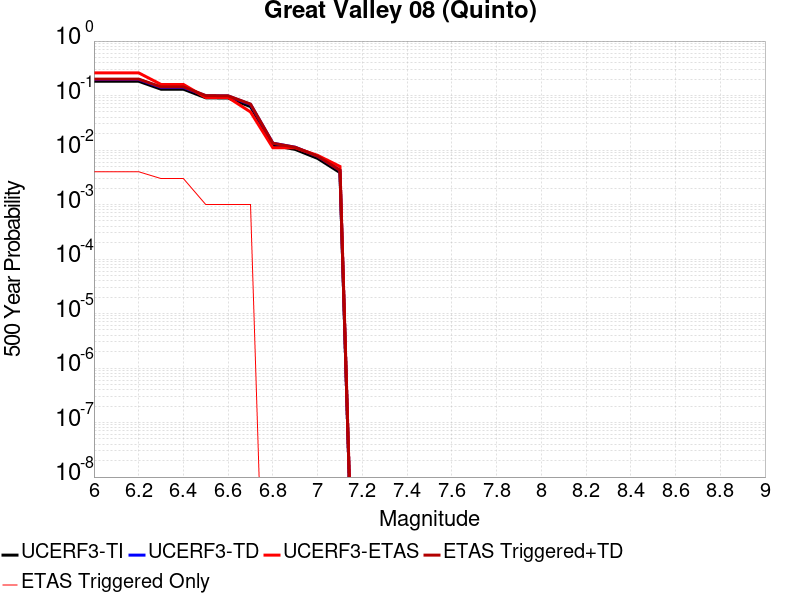 Great Valley 08 (Quinto)
10^0
10^-1
10^-2
10^-3
10^-4
10^-5
10^-6
10^-7
10^-8
500 Year Probability
6 6.2 6.4 6.6 6.8 7 7.2 7.4 7.6 7.8 8 8.2 8.4 8.6 8.8 9
Magnitude
UCERF3-TI UCERF3-TD UCERF3-ETAS ETAS Triggered+TD
ETAS Triggered Only